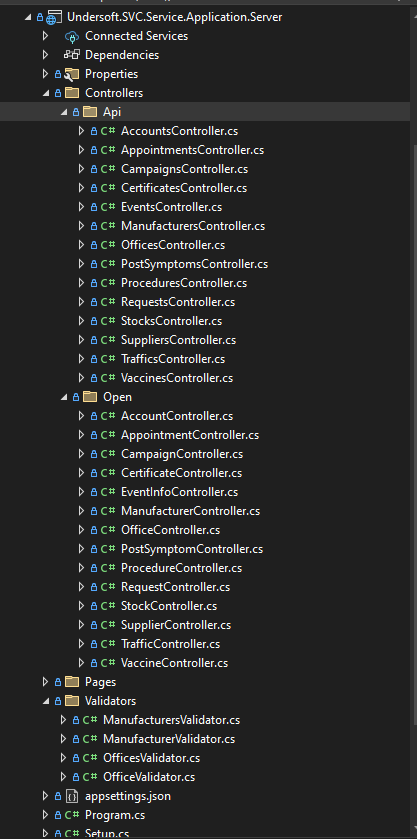 Undersoft.SVC.Service.Application.Server
Connected Services
Dependencies
Properties
Controllers
Api
C# AccountsController.cs
C# AppointmentsController.cs
C# CampaignsController.cs
C# CertificatesController.cs
C# EventsController.cs
C# ManufacturersController.cs
C# OfficesController.cs
C# PostSymptomsController.cs
C# ProceduresController.cs
C# RequestsController.cs
C# StocksController.cs
C# SuppliersController.cs
C# TrafficsController.cs
C# VaccinesController.cs
Open
C# AccountController.cs
C# AppointmentController.cs
C# CampaignController.cs
C# CertificateController.cs
C# EventInfoController.cs
C# ManufacturerController.cs
C# OfficeController.cs
C# PostSymptomController.cs
C# ProcedureController.cs
C# RequestController.cs
C# StockController.cs
C# SupplierController.cs
C# TrafficController.cs
C# VaccineController.cs
Pages
Validators
C# ManufacturersValidator.cs
C# ManufacturerValidator.cs
C# OfficesValidator.cs
C# OfficeValidator.cs
appsettings.json
C# Program.cs
C# Setup.cs